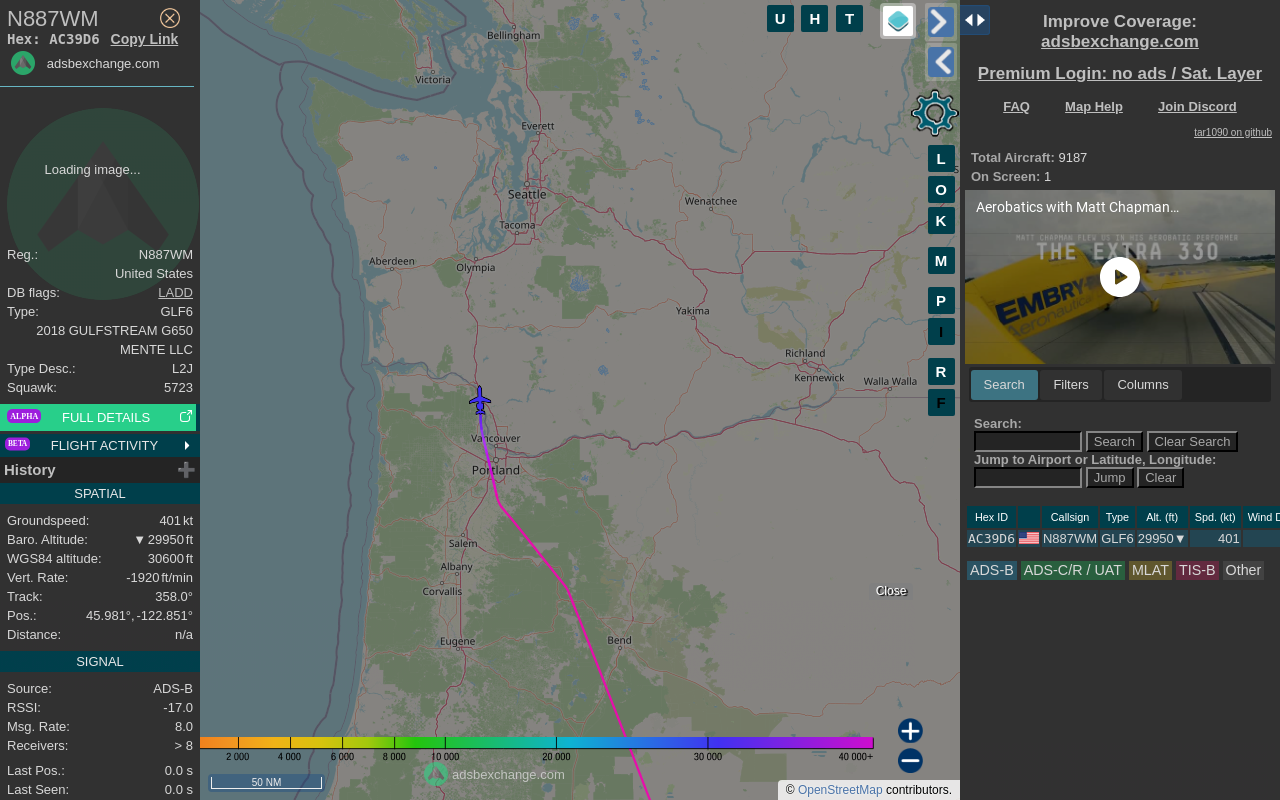 N887WM
Hex: AC39D6 Copy Link
adsbexchange.com
Loading image...
Reg.: N887WM
United States
DB flags: LADD
Type: GLF6
2018 GULFSTREAM G650
MENTE LLC
Type Desc.: L2J
Squawk: 5723
ALPHA FULL DETAILS
BETA FLIGHT ACTIVITY
History
SPATIAL
Groundspeed: 401 kt
Baro. Altitude: ▼ 29950 ft
WGS84 altitude: 30600 ft
Vert. Rate: -1920 ft/min
Track: 358.0°
Pos.: 45.981°, -122.851°
Distance: n/a
SIGNAL
Source: ADS-B
RSSI: -17.0
Msg. Rate: 8.0
Receivers: > 8
Last Pos.: 0.0 s
Last Seen: 0.0 s
Bellingham
Victoria
Everett
Seattle
Wenatchee
Tacoma
Aberdeen
Olympia
Yakima
Richland
Kennewick
Walla Walla
Vancouver
Portland
Salem
Albany
Corvallis
Eugene
Bend
Close
2 000 4 000 6 000 8 000 10 000 20 000 30 000 40 000+
adsbexchange.com
50 NM
© OpenStreetMap contributors.
U H T
L
O
K
M
P
I
R
F
Improve Coverage:
adsbexchange.com
Premium Login: no ads / Sat. Layer
FAQ Map Help Join Discord
tar1090 on github
Total Aircraft: 9187
On Screen: 1
Aerobatics with Matt Chapman…
MATT CHAPMAN FLEW US IN HIS AEROBATIC PERFORMER
THE EXTRA 330
EMBRY-
Aeronautical
Search Filters Columns
Search:
Search Clear Search
Jump to Airport or Latitude, Longitude:
Jump Clear
Hex ID Callsign Type Alt. (ft) Spd. (kt) Wind D
AC39D6 N887WM GLF6 29950▼ 401
ADS-B ADS-C/R / UAT MLAT TIS-B Other